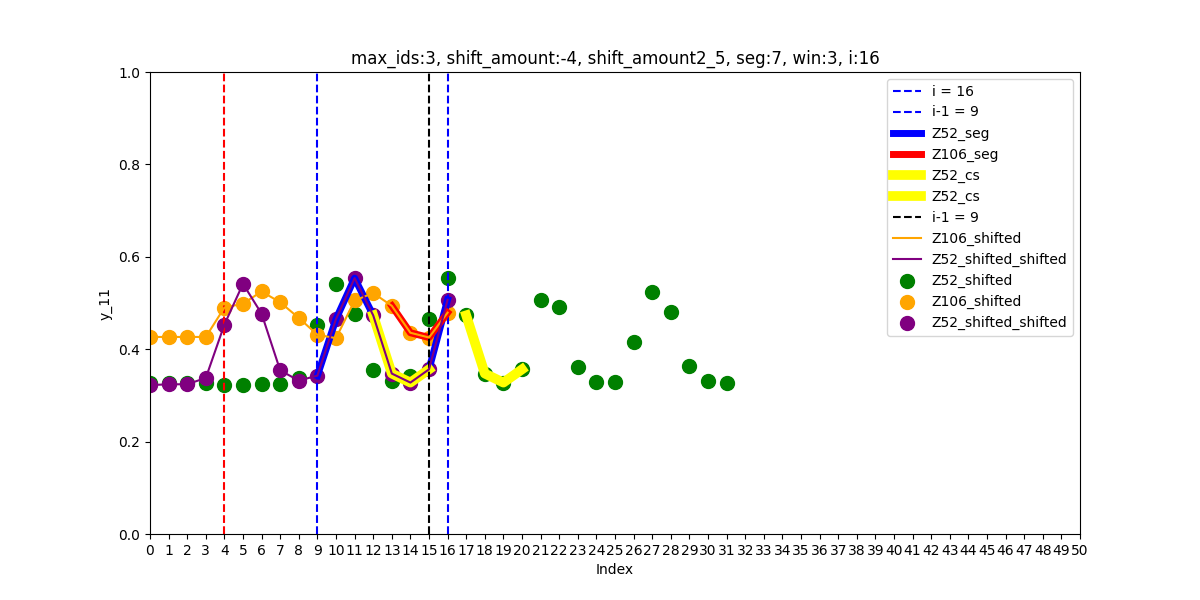 max_ids:3, shift_amount:-4, shift_amount2_5, seg:7, win:3, i:16
1.0
0.8
0.6
0.4
0.2
0.0
y_11
i = 16
i-1 = 9
Z52_seg
Z106_seg
Z52_cs
Z52_cs
i-1 = 9
Z106_shifted
Z52_shifted_shifted
Z52_shifted
Z106_shifted
Z52_shifted_shifted
0 1 2 3 4 5 6 7 8 9 10 11 12 13 14 15 16 17 18 19 20 21 22 23 24 25 26 27 28 29 30 31 32 33 34 35 36 37 38 39 40 41 42 43 44 45 46 47 48 49 50
Index